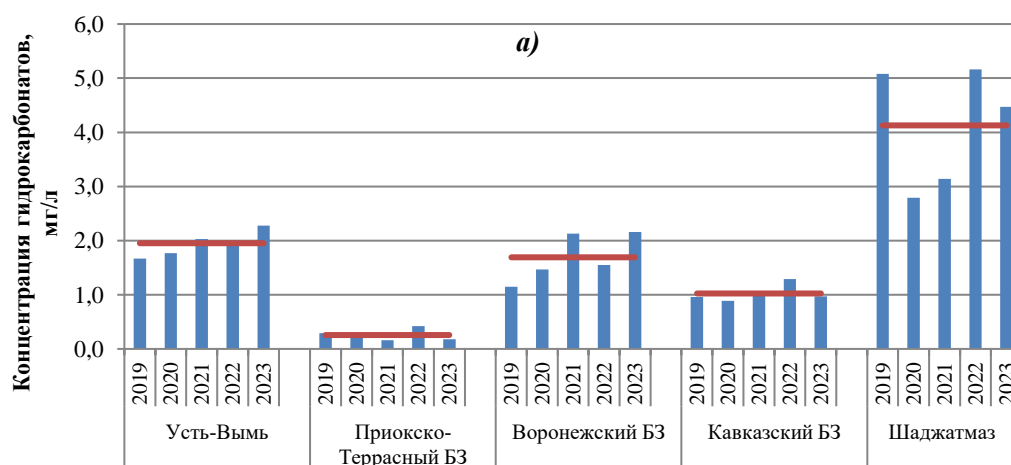 Концентрация гидрокарбонатов,
мг/л
6,0
5,0
4,0
3,0
2,0
1,0
0,0
а)
2019 2020 2021 2022 2023 2019 2020 2021 2022 2023 2019 2020 2021 2022 2023 2019 2020 2021 2022 2023 2019 2020 2021 2022 2023
Усть-Вымь Приокско- Воронежский БЗ Кавказский БЗ Шаджатмаз
Террасный БЗ